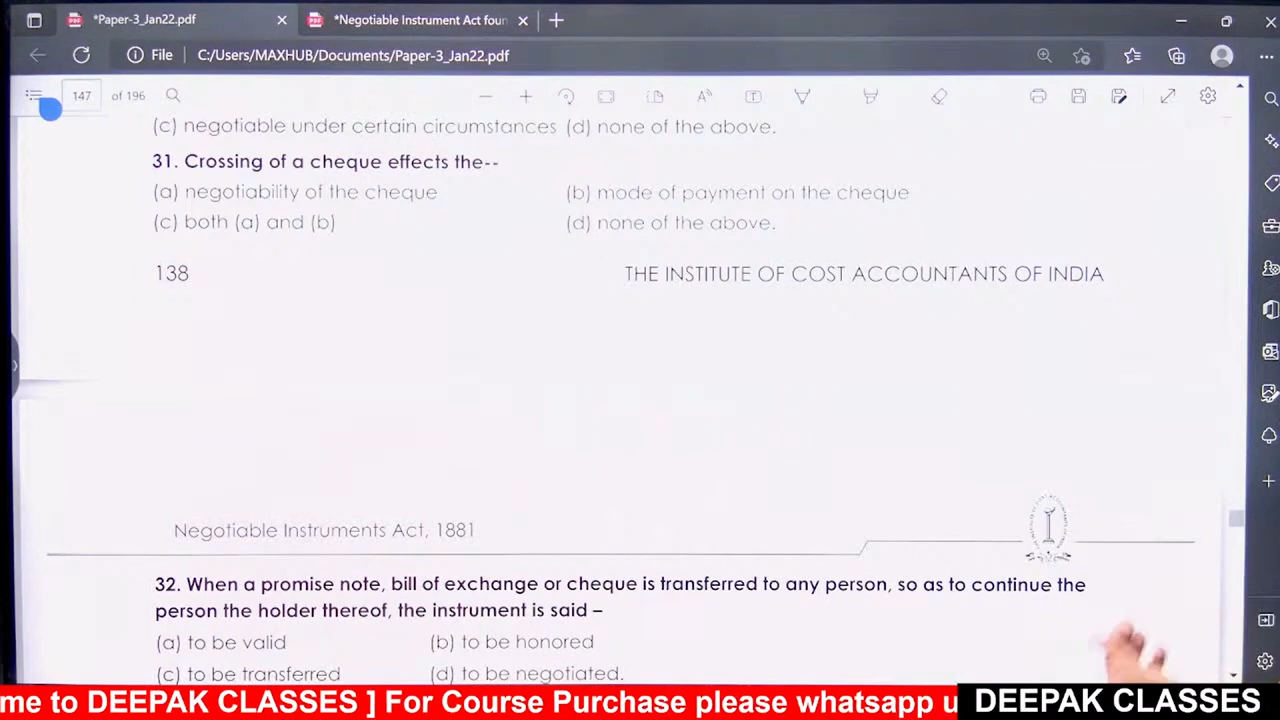 *Paper-3_Jan22.pdf
*Negotiable Instrument Act foun
File C:/Users/MAXHUB/Documents/Paper-3_Jan22.pdf
147 of 196
(c) negotiable under certain circumstances (d) none of the above.
31. Crossing of a cheque effects the--
(a) negotiability of the cheque (b) mode of payment on the cheque
(c) both (a) and (b) (d) none of the above.
138 THE INSTITUTE OF COST ACCOUNTANTS OF INDIA
Negotiable Instruments Act, 1881
32. When a promise note, bill of exchange or cheque is transferred to any person, so as to continue the
person the holder thereof, the instrument is said –
(a) to be valid (b) to be honored
(c) to be transferred (d) to be negotiated.
me to DEEPAK CLASSES ] For Course Purchase please whatsapp u
DEEPAK CLASSES